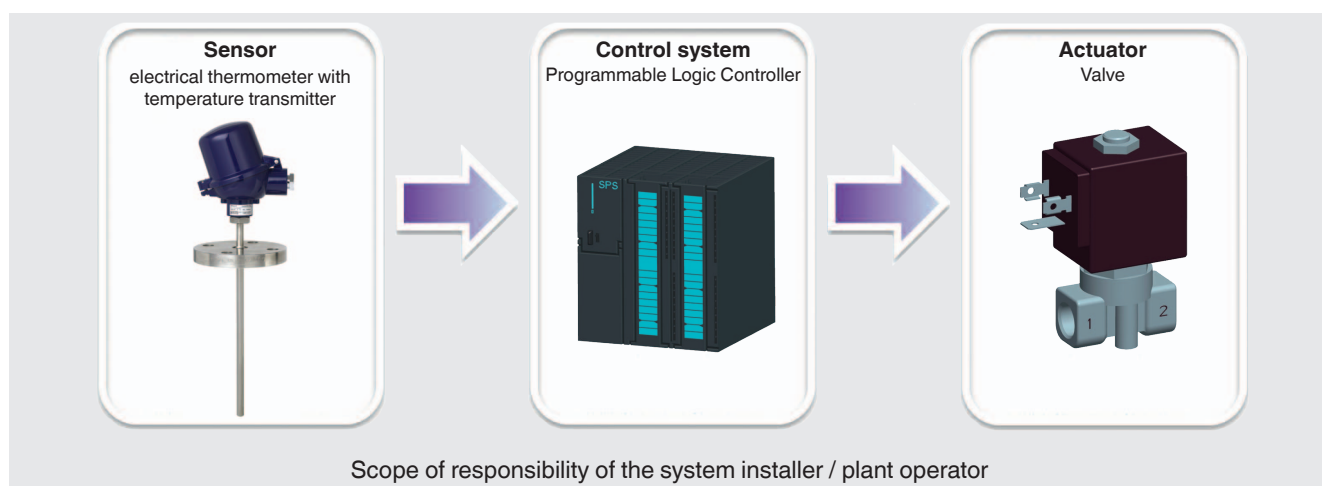 Sensor
electrical thermometer with
temperature transmitter
Control system
Programmable Logic Controller
Actuator
Valve
SPS
1
2
Scope of responsibility of the system installer / plant operator